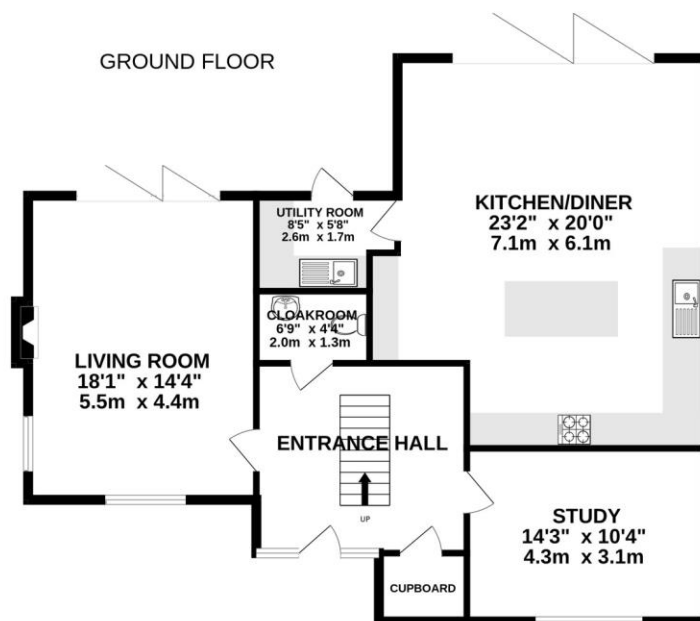 GROUND FLOOR
KITCHEN/DINER
23'2" x 20'0"
7.1m x 6.1m
UTILITY ROOM
8'5" x 5'8"
2.6m x 1.7m
CLOAKROOM
6'9" x 4'4"
2.0m x 1.3m
LIVING ROOM
18'1" x 14'4"
5.5m x 4.4m
ENTRANCE HALL
UP
STUDY
14'3" x 10'4"
4.3m x 3.1m
CUPBOARD